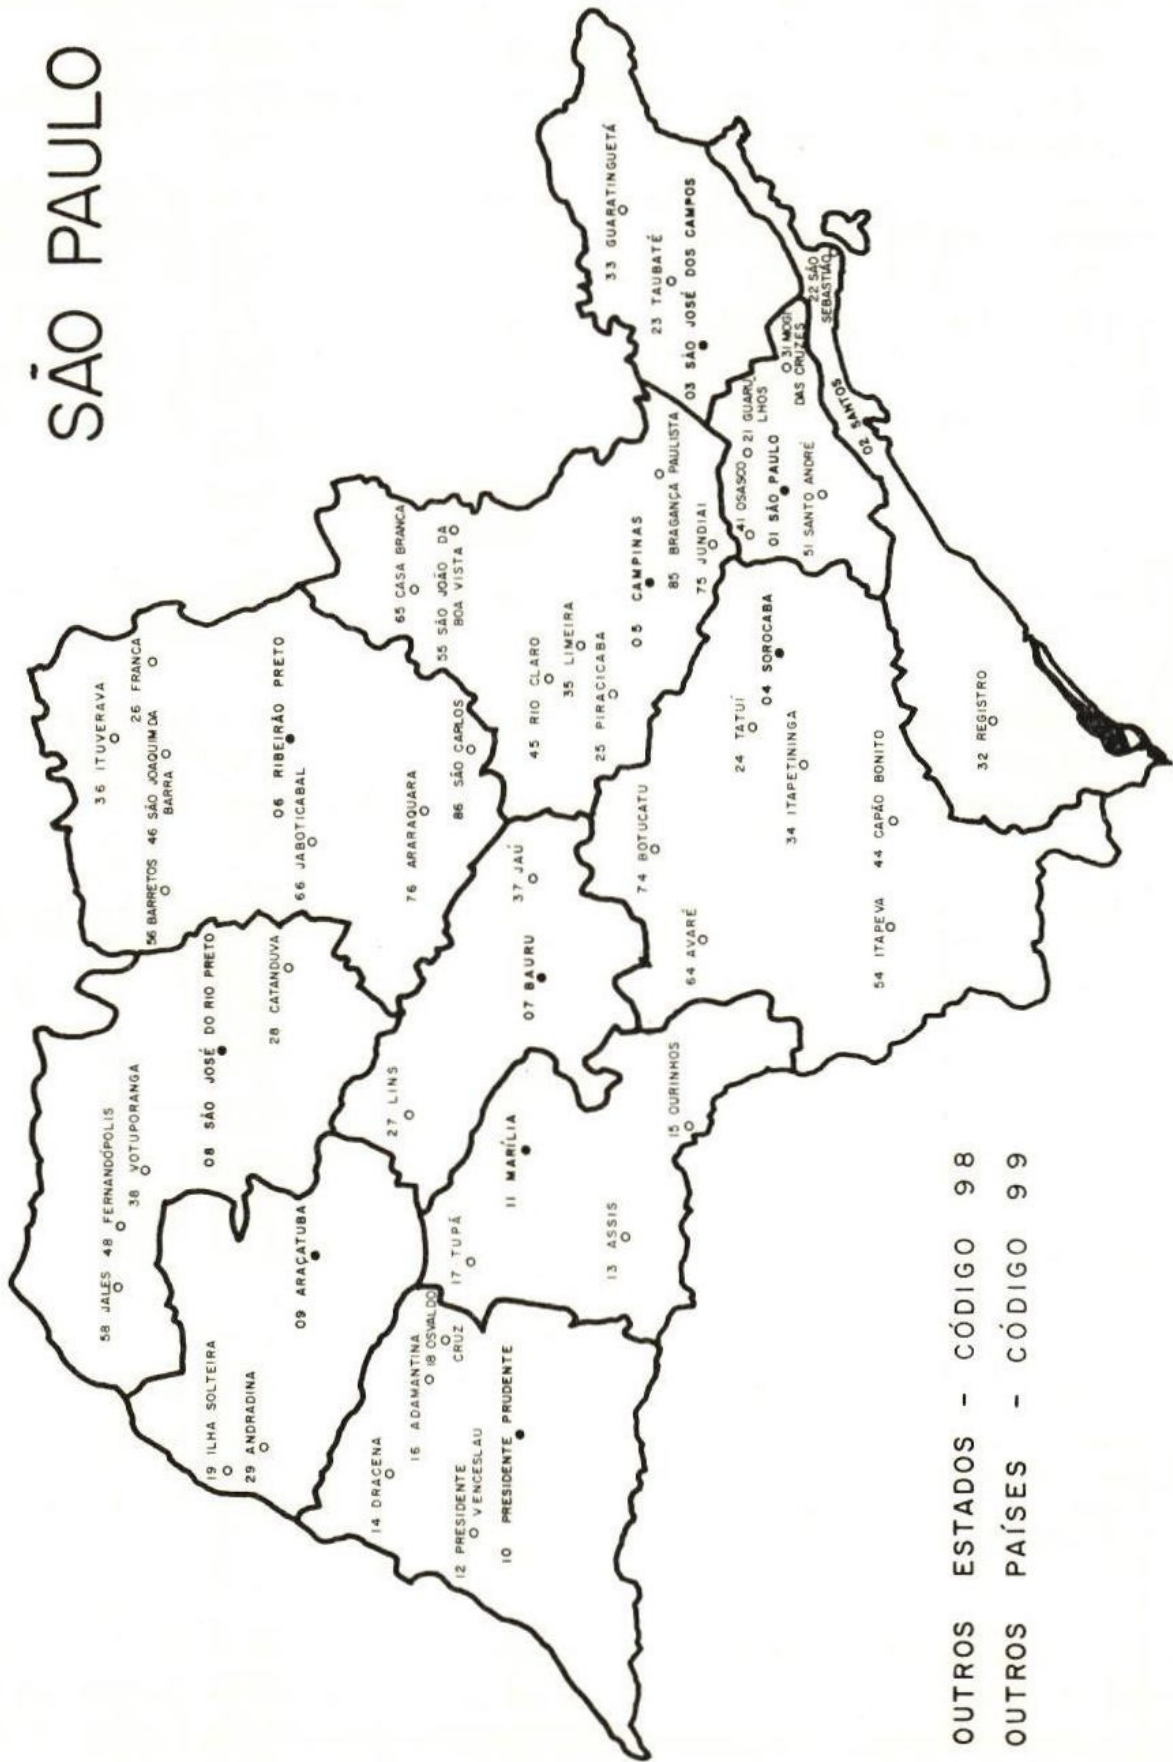 SÃO PAULO
58 JALES
48 FERNANDÓPOLIS
38 VOTUPORANGA
08 SÃO JOSÉ DO RIO PRETO
28 CATANDUVA
36 ITUVERAVA
26 FRANCA
56 BARRETOS
46 SÃO JOAQUIM DA
BARRA
06 RIBEIRÃO PRETO
66 JABOTICABAL
76 ARARAQUARA
86 SÃO CARLOS
19 ILHA SOLTEIRA
29 ANDRADINA
09 ARAÇATUBA
27 LINS
07 BAURU
37 JAÚ
65 CASA BRANCA
55 SÃO JOÃO DA
BOA VISTA
45 RIO CLARO
35 LIMEIRA
25 PIRACICABA
05 CAMPINAS
85 BRAGANÇA PAULISTA
75 JUNDIAI
14 DRACENA
16 ADAMANTINA
18 OSVALDO
CRUZ
12 PRESIDENTE
VENCESLAU
10 PRESIDENTE PRUDENTE
17 TUPÃ
11 MARÍLIA
13 ASSIS
15 OURINHOS
74 BOTUCATU
64 AVARÉ
24 TATUÍ
04 SOROCABA
34 ITAPETININGA
54 ITAPEVA
44 CAPÃO BONITO
33 GUARATINGUETÁ
23 TAUBATÉ
03 SÃO JOSÉ DOS CAMPOS
41 OSASCO
21 GUARU
LHOS
01 SÃO PAULO
31 MOGI
DAS CRUZES
51 SANTO ANDRÉ
22 SÃO
SEBASTIÃO
02 SANTOS
32 REGISTRO
OUTROS ESTADOS - CÓDIGO 98
OUTROS PAÍSES - CÓDIGO 99